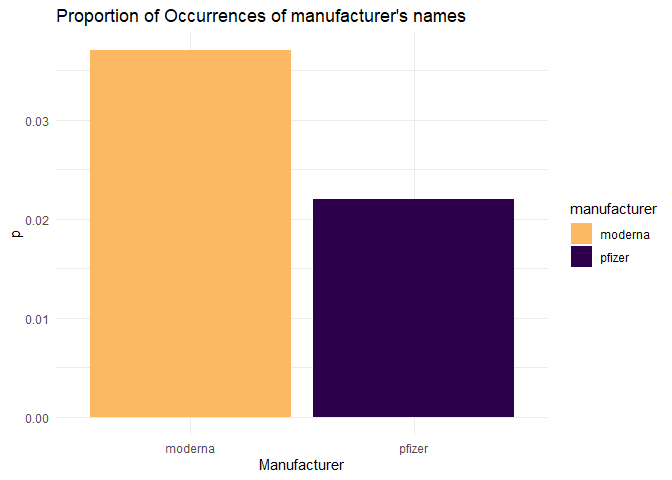 Proportion of Occurrences of manufacturer's names
0.03
0.02
0.01
0.00
p
moderna
pfizer
Manufacturer
manufacturer
moderna
pfizer